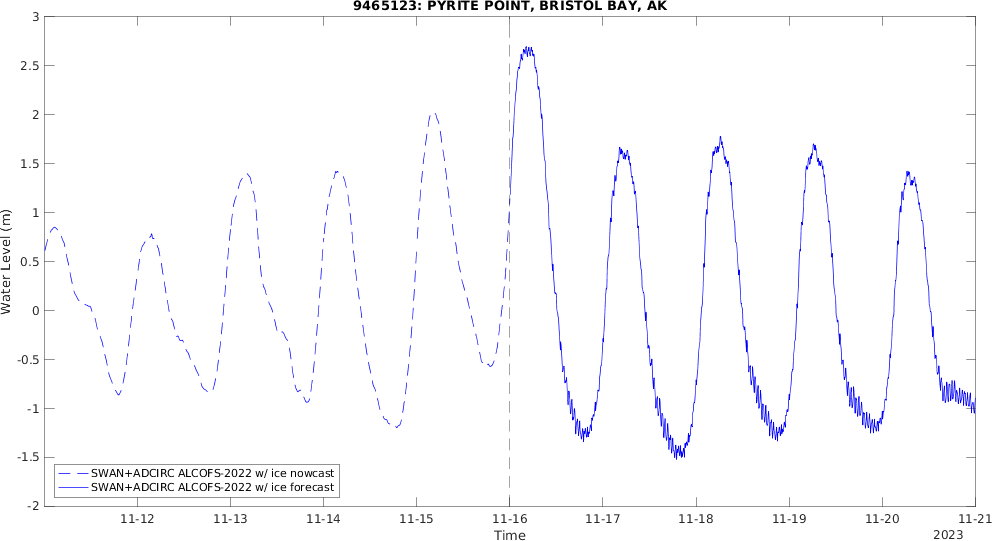 9465123: PYRITE POINT, BRISTOL BAY, AK
3
2.5
2
1.5
1
0.5
0
-0.5
-1
-1.5
-2
Water Level (m)
SWAN+ADCIRC ALCOFS-2022 w/ ice nowcast
SWAN+ADCIRC ALCOFS-2022 w/ ice forecast
11-12 11-13 11-14 11-15 11-16 11-17 11-18 11-19 11-20 11-21
Time
2023